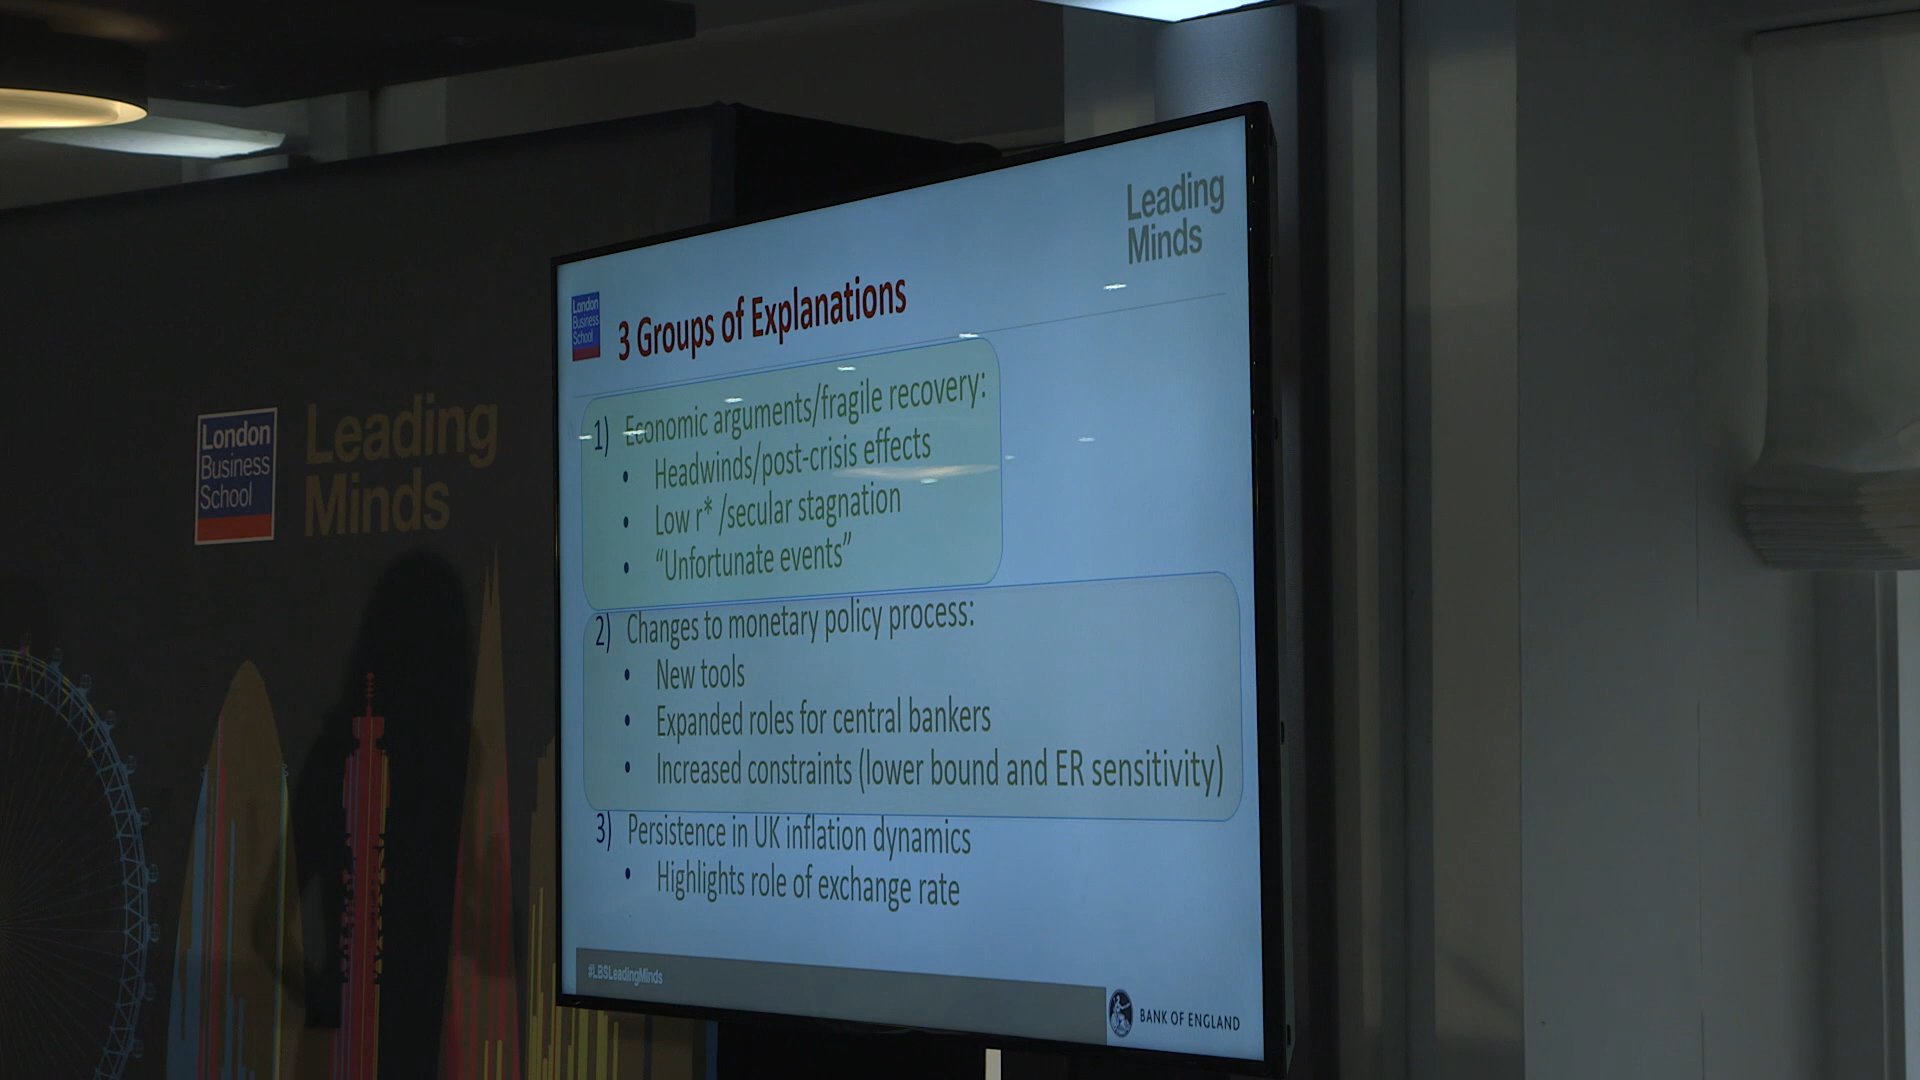 Leading
Minds
London
Business
School
3 Groups of Explanations
1) Economic arguments/fragile recovery:
• Headwinds/post-crisis effects
• Low r* /secular stagnation
• “Unfortunate events”
2) Changes to monetary policy process:
• New tools
• Expanded roles for central bankers
• Increased constraints (lower bound and ER sensitivity)
3) Persistence in UK inflation dynamics
• Highlights role of exchange rate
#LBSLeadingMinds
BANK OF ENGLAND
London
Business
School
Leading
Minds